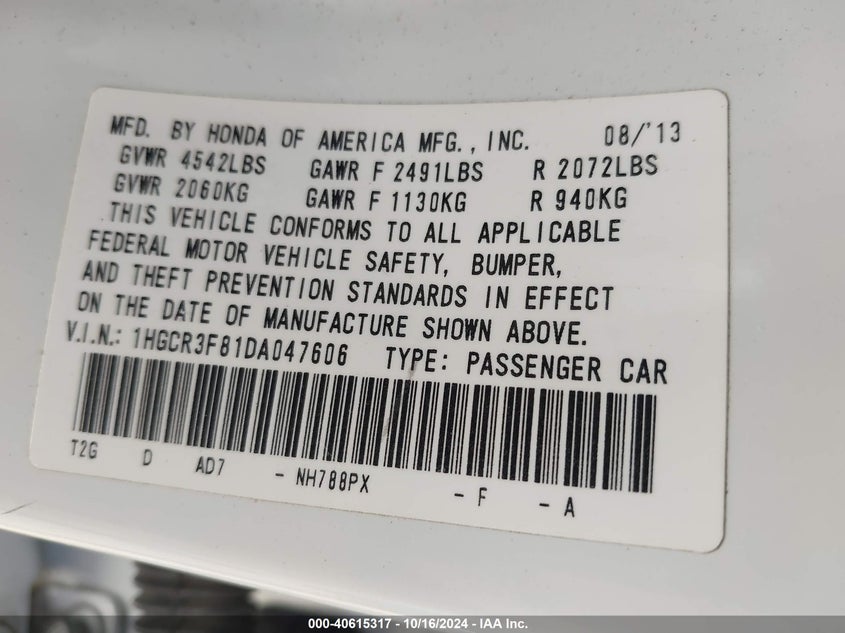 MFD. BY HONDA OF AMERICA MFG., INC. 08/'13
GVWR 4542LBS GAWR F 2491LBS R 2072LBS
GVWR 2060KG GAWR F 1130KG R 940KG
THIS VEHICLE CONFORMS TO ALL APPLICABLE
FEDERAL MOTOR VEHICLE SAFETY, BUMPER,
AND THEFT PREVENTION STANDARDS IN EFFECT
ON THE DATE OF MANUFACTURE SHOWN ABOVE.
V.I.N.: 1HGCR3F81DA047606 TYPE: PASSENGER CAR
T2G D AD7 - NH788PX - F - A
000-40615317 - 10/16/2024 - IAA Inc.